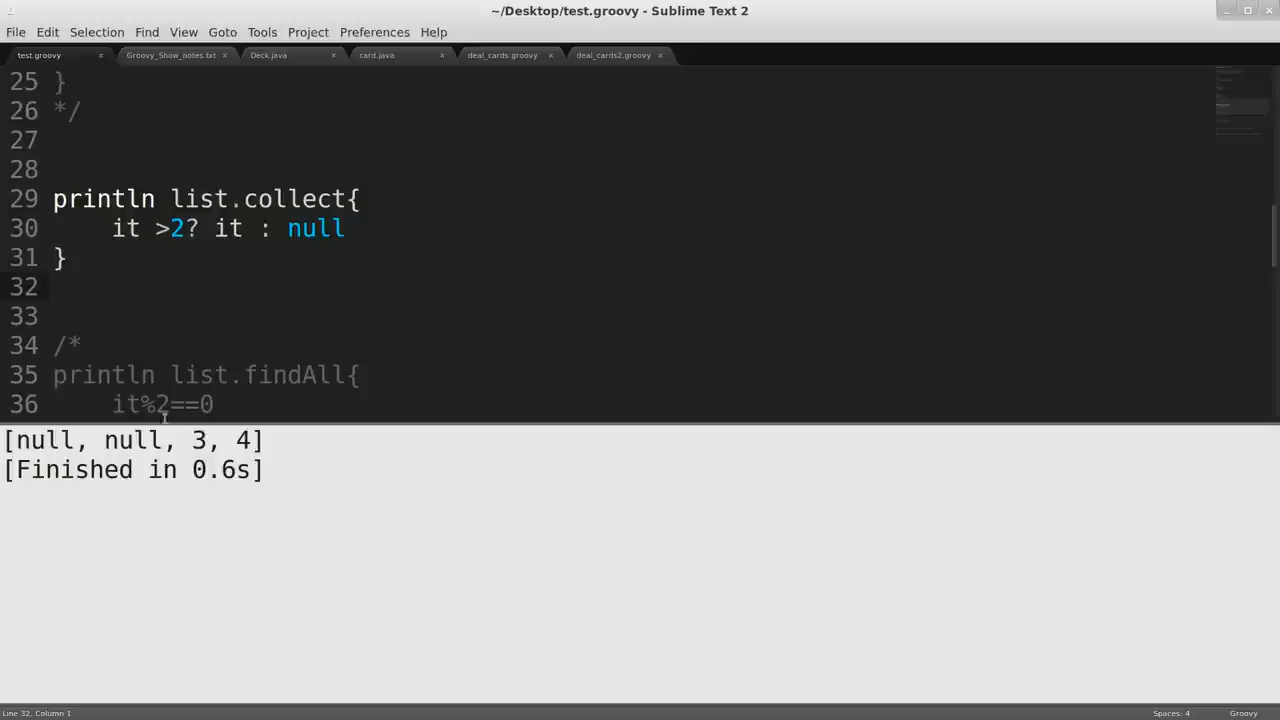 ~/Desktop/test.groovy - Sublime Text 2
File Edit Selection Find View Goto Tools Project Preferences Help
test.groovy × Groovy_Show_notes.txt × Deck.java × card.java × deal_cards.groovy × deal_cards2.groovy ×
25 }
26 */
27
28
29 println list.collect{
30     it >2? it : null
31 }
32
33
34 /*
35 println list.findAll{
36     it%2==0
[null, null, 3, 4]
[Finished in 0.6s]
Line 32, Column 1 Spaces: 4 Groovy